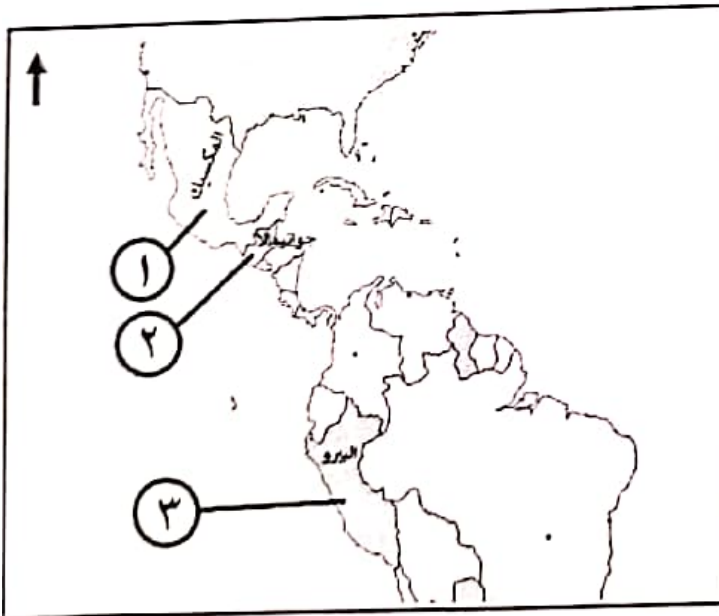 المكسيك
١
جواتيمالا
٢
البيرو
٣